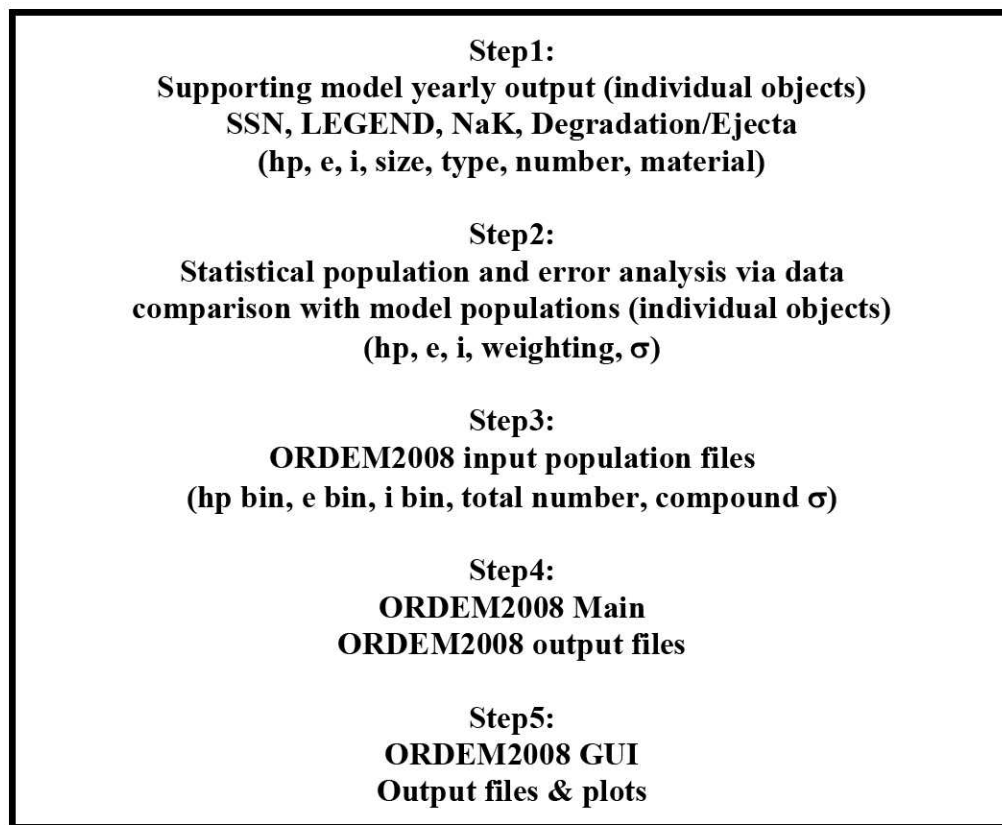 Step1:
Supporting model yearly output (individual objects)
SSN, LEGEND, NaK, Degradation/Ejecta
(hp, e, i, size, type, number, material)
Step2:
Statistical population and error analysis via data
comparison with model populations (individual objects)
(hp, e, i, weighting, σ)
Step3:
ORDEM2008 input population files
(hp bin, e bin, i bin, total number, compound σ)
Step4:
ORDEM2008 Main
ORDEM2008 output files
Step5:
ORDEM2008 GUI
Output files & plots